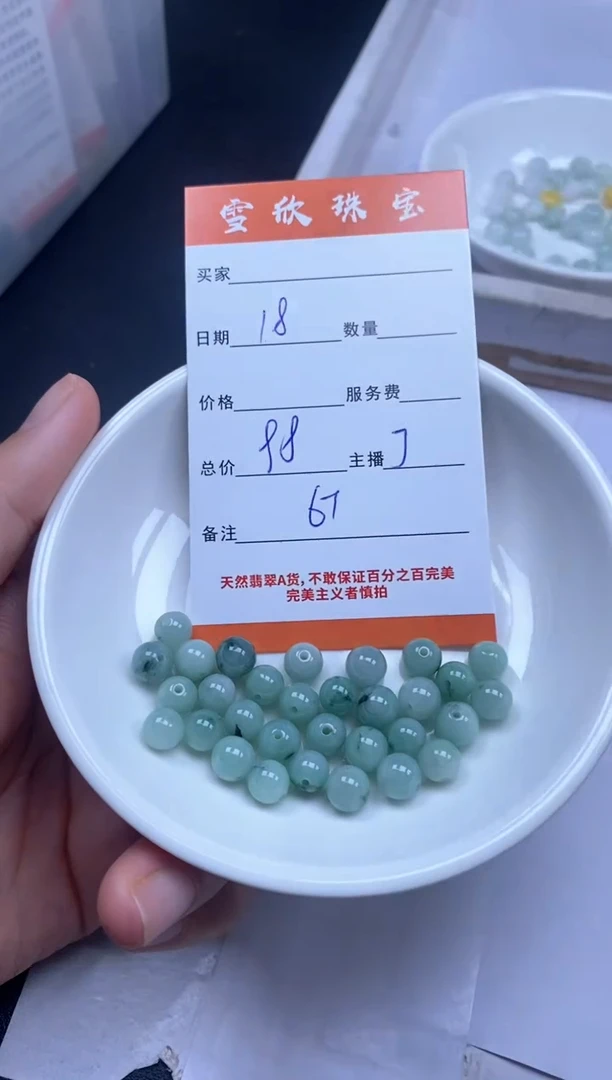 雪欣珠宝
买家
日期 18 数量
价格 服务费
总价 98 主播 J
备注 67
天然翡翠A货，不敢保证百分之百完美
完美主义者慎拍